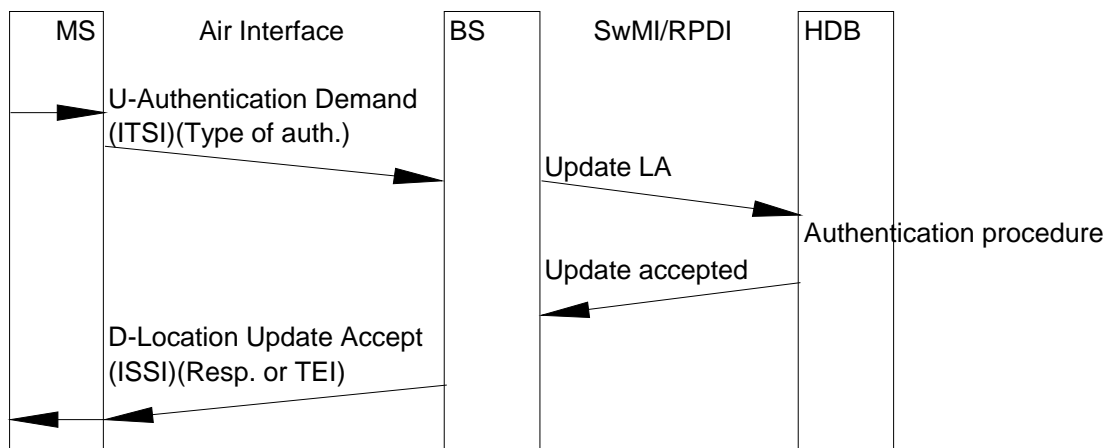 MS Air Interface BS SwMI/RPDI HDB
U-Authentication Demand
(ITSI)(Type of auth.)
Update LA
Authentication procedure
Update accepted
D-Location Update Accept
(ISSI)(Resp. or TEI)